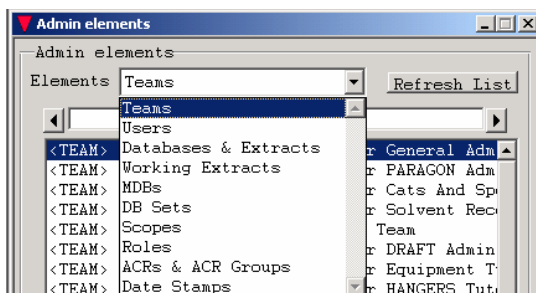 Admin elements
Admin elements
Elements Teams Refresh List
Teams
Users
Databases & Extracts
Working Extracts
MDBs
DB Sets
Scopes
Roles
ACRs & ACR Groups
Date Stamps
<TEAM> r General Adm
<TEAM> r PARAGON Adm
<TEAM> r Cats And Sp
<TEAM> r Solvent Rec
<TEAM> Team
<TEAM> r DRAFT Admin
<TEAM> r Equipment T
<TEAM> r HANGERS Tut